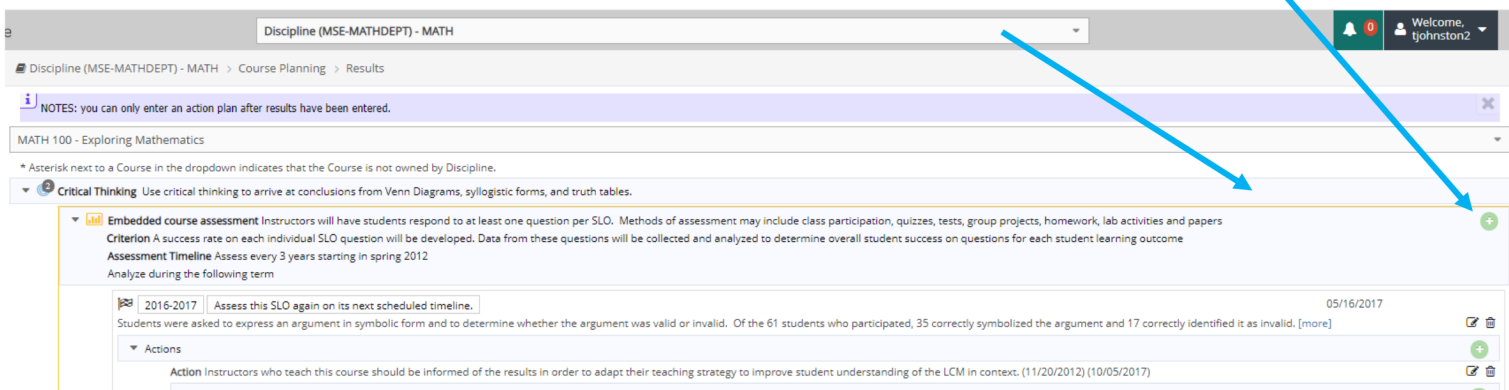 e
Discipline (MSE-MATHDEPT) - MATH
0
Welcome,
tjohnston2
Discipline (MSE-MATHDEPT) - MATH > Course Planning > Results
i NOTES: you can only enter an action plan after results have been entered.
MATH 100 - Exploring Mathematics
* Asterisk next to a Course in the dropdown indicates that the Course is not owned by Discipline.
2 Critical Thinking Use critical thinking to arrive at conclusions from Venn Diagrams, syllogistic forms, and truth tables.
Embedded course assessment Instructors will have students respond to at least one question per SLO. Methods of assessment may include class participation, quizzes, tests, group projects, homework, lab activities and papers
Criterion A success rate on each individual SLO question will be developed. Data from these questions will be collected and analyzed to determine overall student success on questions for each student learning outcome
Assessment Timeline Assess every 3 years starting in spring 2012
Analyze during the following term
2016-2017 Assess this SLO again on its next scheduled timeline. 05/16/2017
Students were asked to express an argument in symbolic form and to determine whether the argument was valid or invalid. Of the 61 students who participated, 35 correctly symbolized the argument and 17 correctly identified it as invalid. [more]
Actions
Action Instructors who teach this course should be informed of the results in order to adapt their teaching strategy to improve student understanding of the LCM in context. (11/20/2012) (10/05/2017)